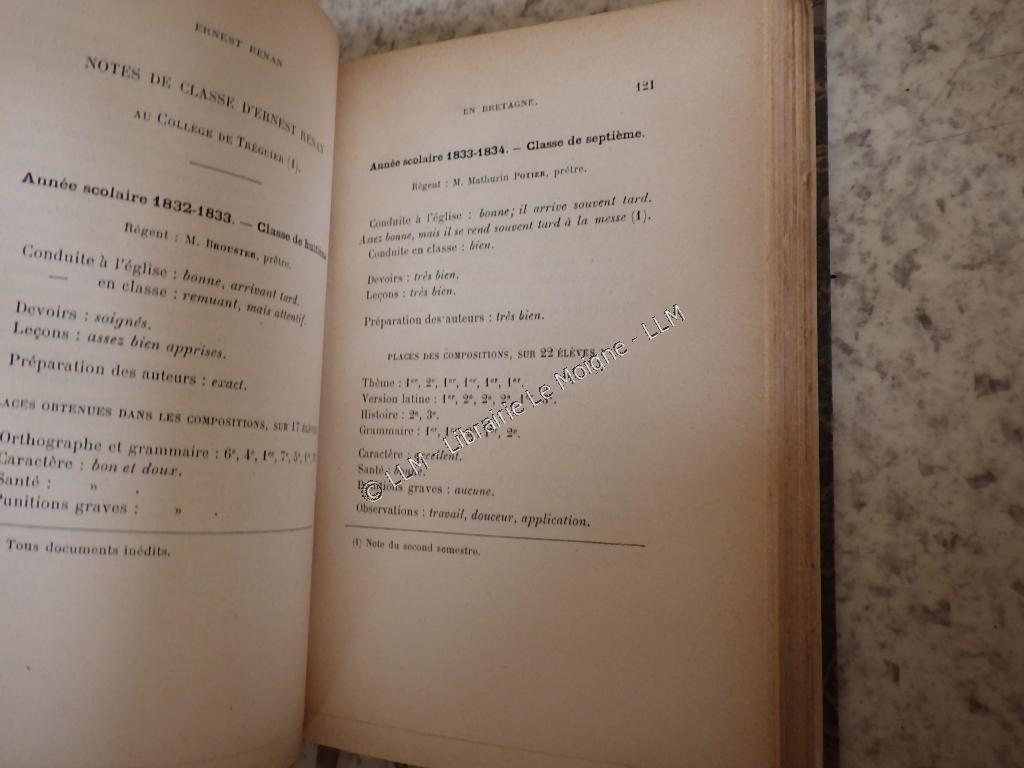 ERNEST RENAN
NOTES DE CLASSE D'ERNEST RENAN
AU COLLÈGE DE TRÉGUIER (1).
Année scolaire 1832-1833. — Classe de huitième
Régent : M. BROUSTER, prêtre.
Conduite à l'église : bonne, arrivant tard.
— en classe : remuant, mais attentif.
Devoirs : soignés.
Leçons : assez bien apprises.
Préparation des auteurs : exact.
OBTENUES DANS LES COMPOSITIONS, SUR 17
Orthographe et grammaire : 6e, 4e, 1er, 7e, 5e,
Caractère : bon et doux.
Santé : » .
Punitions graves : » .
Tous documents inédits.
EN BRETAGNE. 121
Année scolaire 1833-1834. — Classe de septième.
Régent : M. Mathurin POTIER, prêtre.
Conduite à l'église : bonne; il arrive souvent tard.
Assez bonne, mais il se rend souvent tard à la messe (1).
Conduite en classe : bien.
Devoirs : très bien.
Leçons : très bien.
Préparation des auteurs : très bien.
PLACES DES COMPOSITIONS, SUR 22 ÉLÈVES
Thème : 1er, 2e, 1er, 1er, 1er, 1er.
Version latine : 1er, 2e, 2e, 2e,
Histoire : 2e, 3e.
Grammaire : 1er, 2e.
Caractère : excellent.
Santé :
Punitions graves : aucune.
Observations : travail, douceur, application.
(1) Note du second semestre.
© LLM - Librairie Le Moigne - LLM